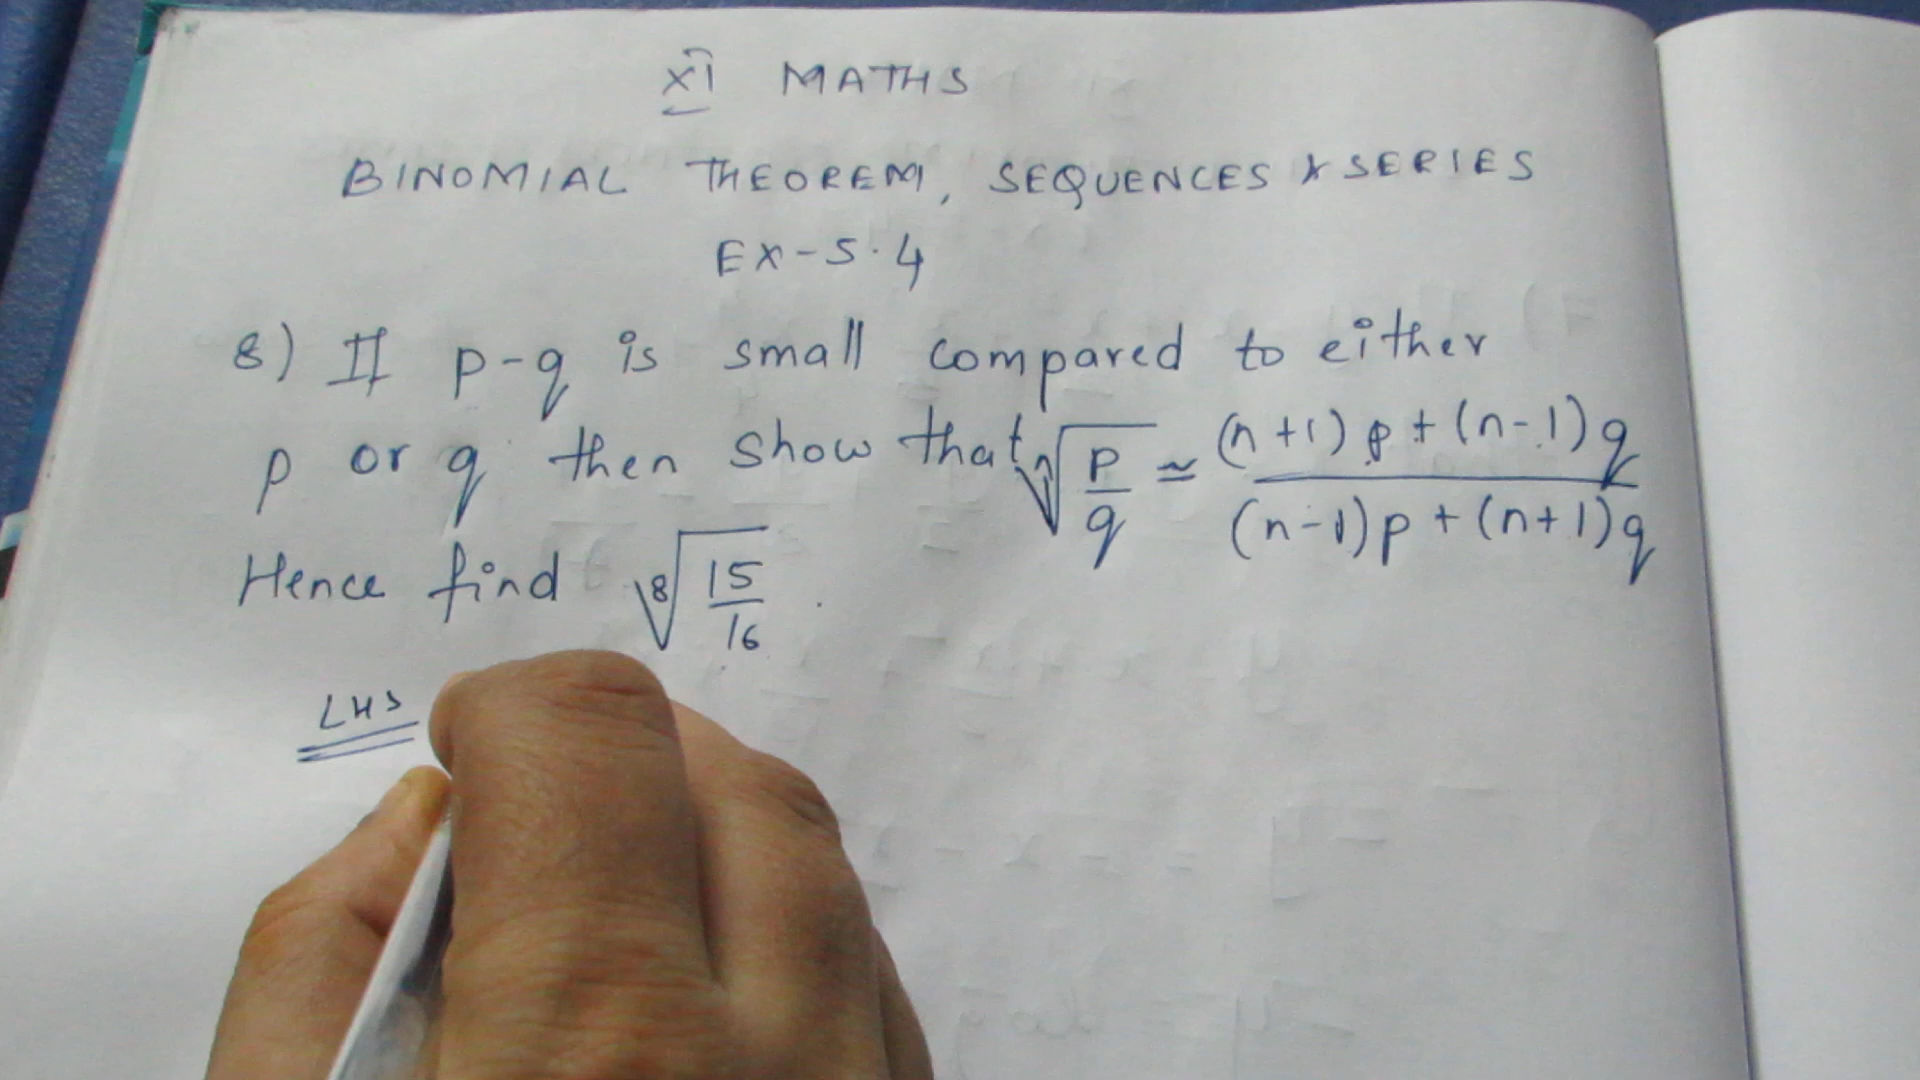 XI MATHS
BINOMIAL THEOREM, SEQUENCES & SERIES
EX-5.4
8) If p-q is small compared to either
p or q then show that n√(p/q) ≃ ((n+1)p+(n-1)q)/((n-1)p+(n+1)q)
Hence find 8√(15/16).
LHS